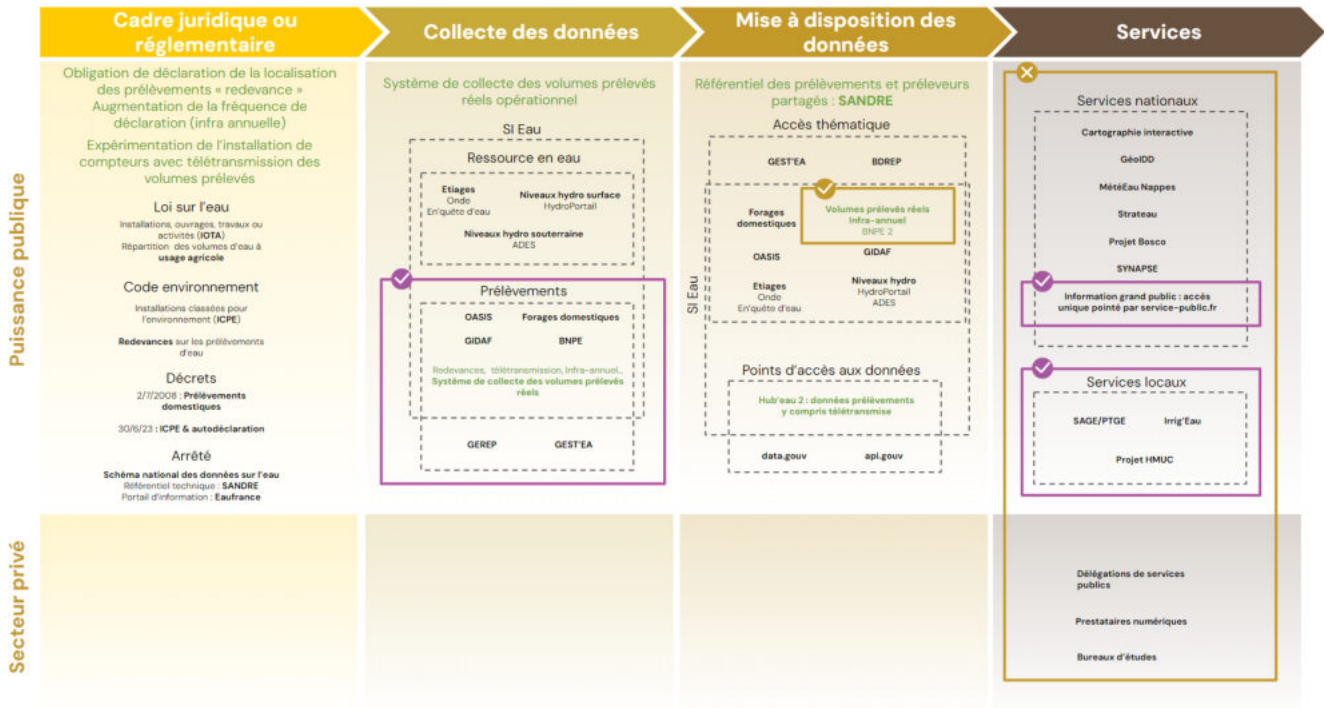 Cadre juridique ou
réglementaire
Collecte des données
Mise à disposition des
données
Services
Puissance publique
Obligation de déclaration de la localisation
des prélèvements « redevance »
Augmentation de la fréquence de
déclaration (infra annuelle)
Expérimentation de l'installation de
compteurs avec télétransmission des
volumes prélevés
Loi sur l'eau
Installations, ouvrages, travaux ou
activités (IOTA)
Répartition des volumes d'eau à
usage agricole
Code environnement
Installations classées pour
l'environnement (ICPE)
Redevances sur les prélèvements
d'eau
Décrets
2/7/2008 : Prélèvements
domestiques
30/6/23 : ICPE & autodéclaration
Arrêté
Schéma national des données sur l'eau
Référentiel technique : SANDRE
Portail d'information : Eaufrance
Système de collecte des volumes prélevés
réels opérationnel
SI Eau
Ressource en eau
Etiages
Onde
En'quête d'eau
Niveaux hydro surface
HydroPortail
Niveaux hydro souterraine
ADES
Prélèvements
OASIS
Forages domestiques
GIDAF
BNPE
Redevances, télétransmission, Infra-annuel..
Système de collecte des volumes prélevés
réels
GEREP
GEST'EA
Référentiel des prélèvements et préleveurs
partagés : SANDRE
Accès thématique
GEST'EA
BDREP
SI Eau
Forages
domestiques
Volumes prélevés réels
Infra-annuel
BNPE 2
OASIS
GIDAF
Etiages
Onde
En'quête d'eau
Niveaux hydro
HydroPortail
ADES
Points d'accès aux données
Hub'eau 2 : données prélèvements
y compris télétransmise
data.gouv
api.gouv
Services nationaux
Cartographie interactive
GéoIDD
MétéEau Nappes
Strateau
Projet Bosco
SYNAPSE
Information grand public : accès
unique pointé par service-public.fr
Services locaux
SAGE/PTGE
Irrig'Eau
Projet HMUC
Secteur privé
Délégations de services
publics
Prestataires numériques
Bureaux d'études